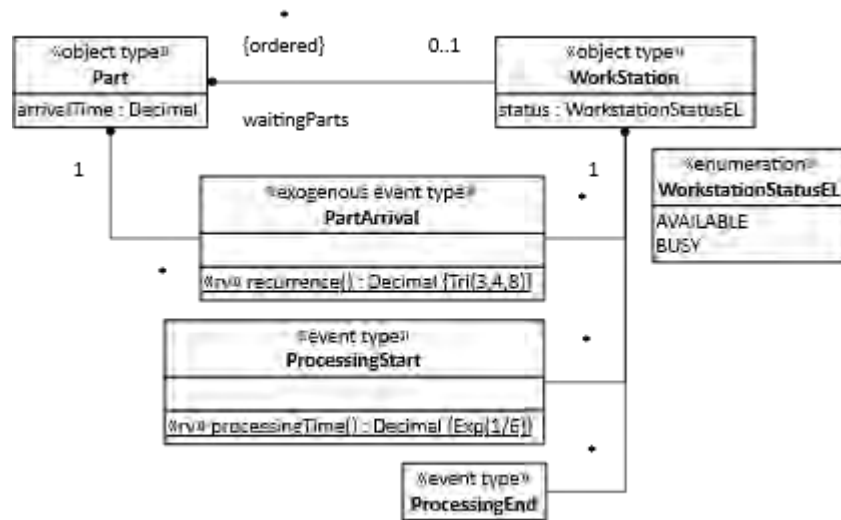 *
«object type»
Part
arrivalTime : Decimal
{ordered}
0..1
waitingParts
«object type»
WorkStation
status : WorkstationStatusEL
1
1
«enumeration»
WorkstationStatusEL
AVAILABLE
BUSY
«exogenous event type»
PartArrival
«rv» recurrence() : Decimal {Tri(3,4,8)}
*
*
«event type»
ProcessingStart
«rv» processingTime() : Decimal {Exp(1/6)}
*
«event type»
ProcessingEnd
*